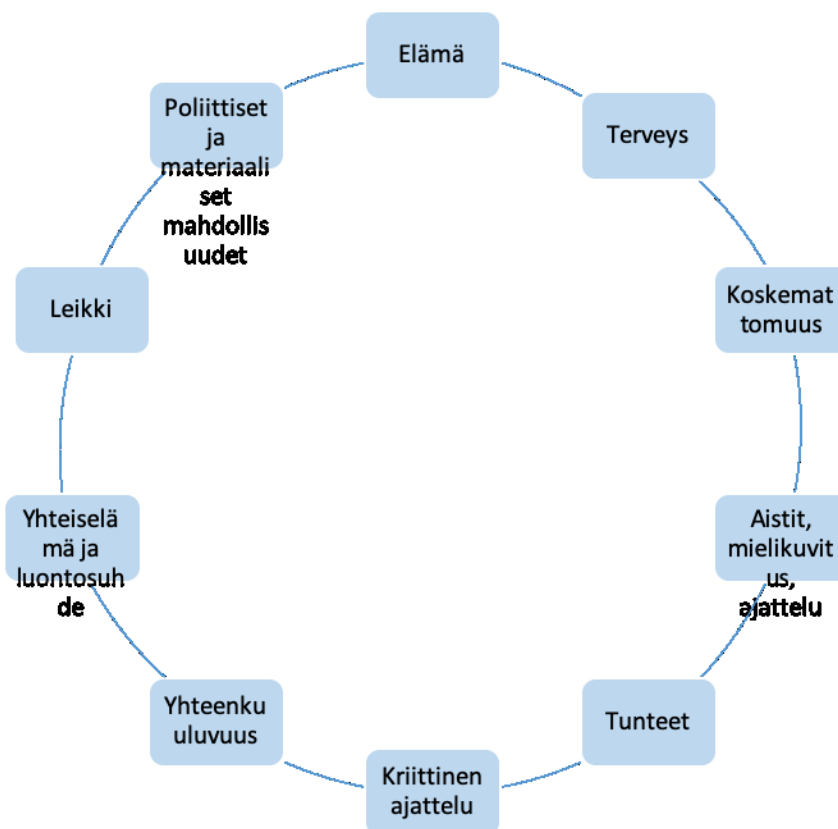 Elämä
Terveys
Koskemat
tomuus
Aistit,
mielikuvit
us,
ajattelu
Tunteet
Kriittinen
ajattelu
Yhteenku
uluvuus
Yhteiselä
mä ja
luontosuh
de
Leikki
Poliittiset
ja
materiaali
set
mahdollis
uudet